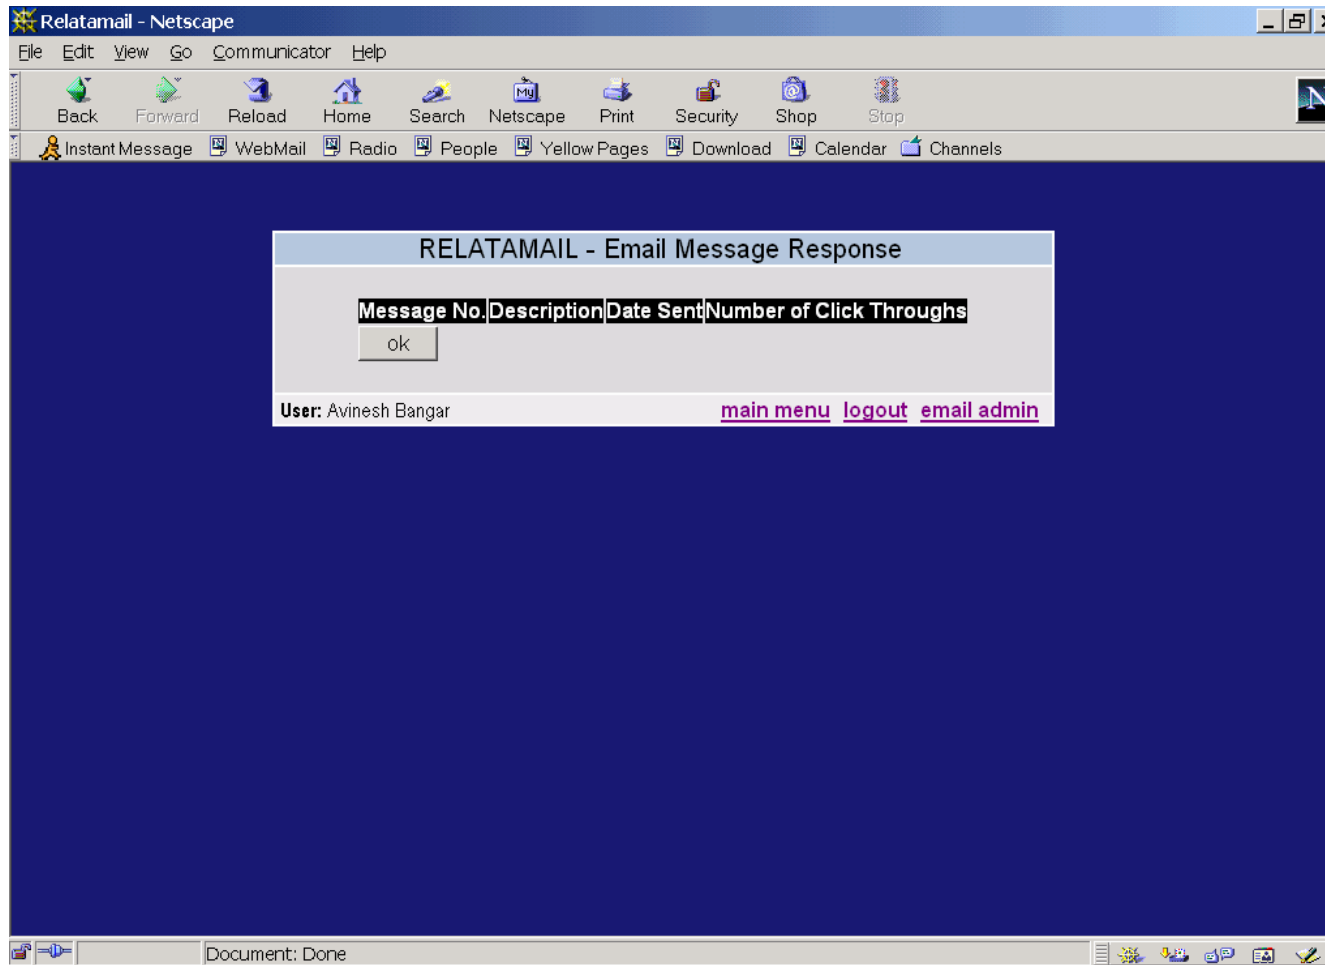 Relatamail - Netscape
File Edit View Go Communicator Help
Back Forward Reload Home Search Netscape Print Security Shop Stop
Instant Message WebMail Radio People Yellow Pages Download Calendar Channels
RELATAMAIL - Email Message Response
Message No. Description Date Sent Number of Click Throughs
ok
User: Avinesh Bangar main menu logout email admin
Document: Done